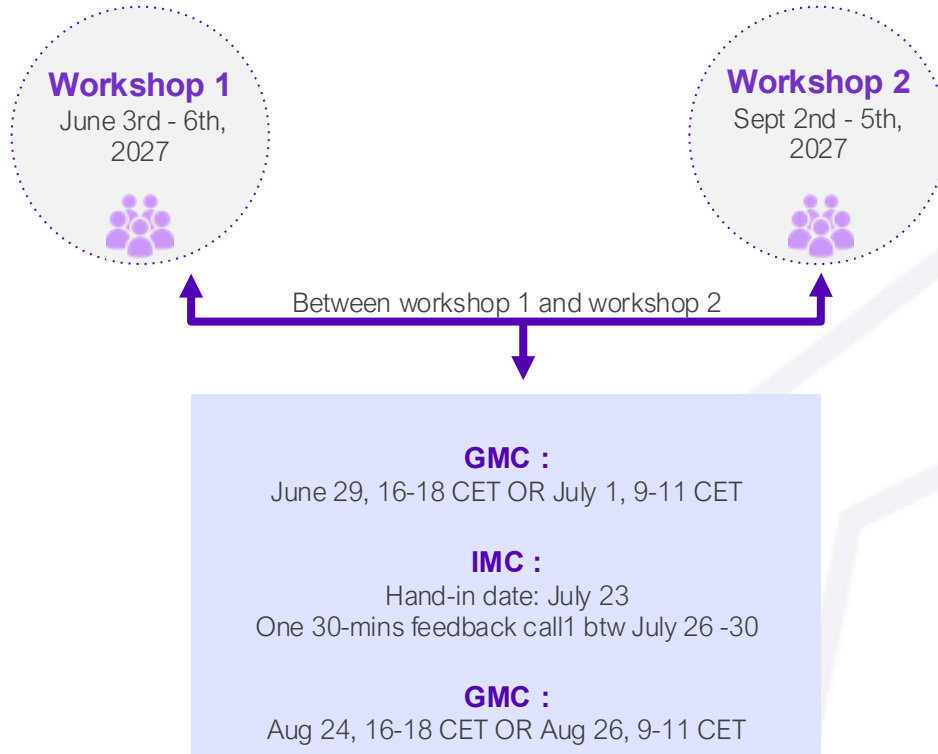 Workshop 1
June 3rd - 6th,
2027
Workshop 2
Sept 2nd - 5th,
2027
Between workshop 1 and workshop 2
GMC :
June 29, 16-18 CET OR July 1, 9-11 CET
IMC :
Hand-in date: July 23
One 30-mins feedback call1 btw July 26 -30
GMC :
Aug 24, 16-18 CET OR Aug 26, 9-11 CET